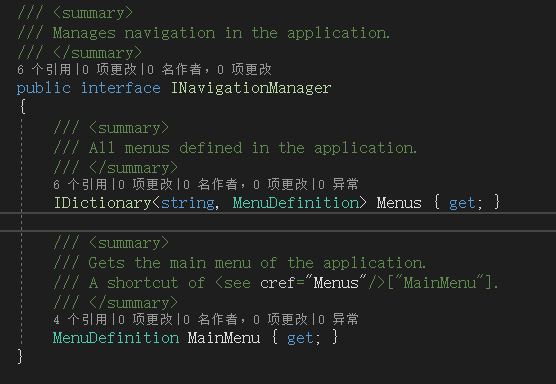 /// <summary>
/// Manages navigation in the application.
/// </summary>
6 个引用|0 项更改|0 名作者，0 项更改
public interface INavigationManager
{
/// <summary>
/// All menus defined in the application.
/// </summary>
6 个引用|0 项更改|0 名作者，0 项更改|0 异常
IDictionary<string, MenuDefinition> Menus { get; }
/// <summary>
/// Gets the main menu of the application.
/// A shortcut of <see cref="Menus"/>["MainMenu"].
/// </summary>
4 个引用|0 项更改|0 名作者，0 项更改|0 异常
MenuDefinition MainMenu { get; }
}